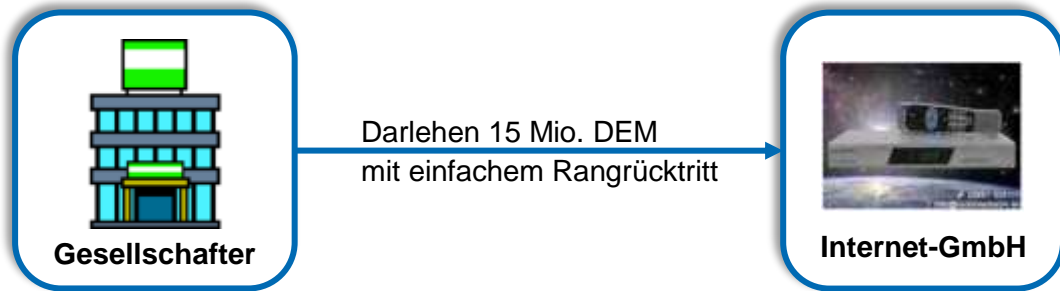 Darlehen 15 Mio. DEM
mit einfachem Rangrücktritt
Gesellschafter
Internet-GmbH